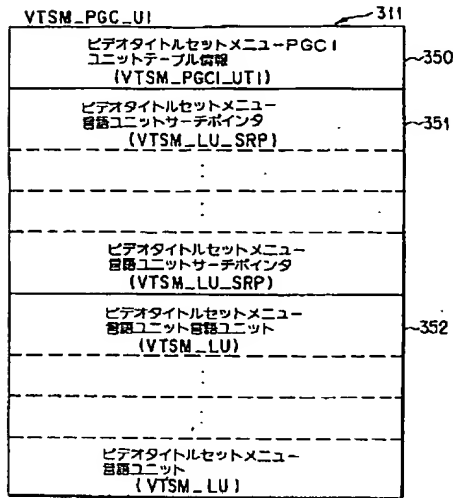 VTSM_PGC_UI
311
ビデオタイトルセットメニューPGCI
ユニットテーブル情報
(VTSM_PGCI_UTI)
350
ビデオタイトルセットメニュー
言語ユニットサーチポインタ
(VTSM_LU_SRP)
351
ビデオタイトルセットメニュー
言語ユニットサーチポインタ
(VTSM_LU_SRP)
ビデオタイトルセットメニュー
言語ユニット言語ユニット
(VTSM_LU)
352
ビデオタイトルセットメニュー
言語ユニット
(VTSM_LU)